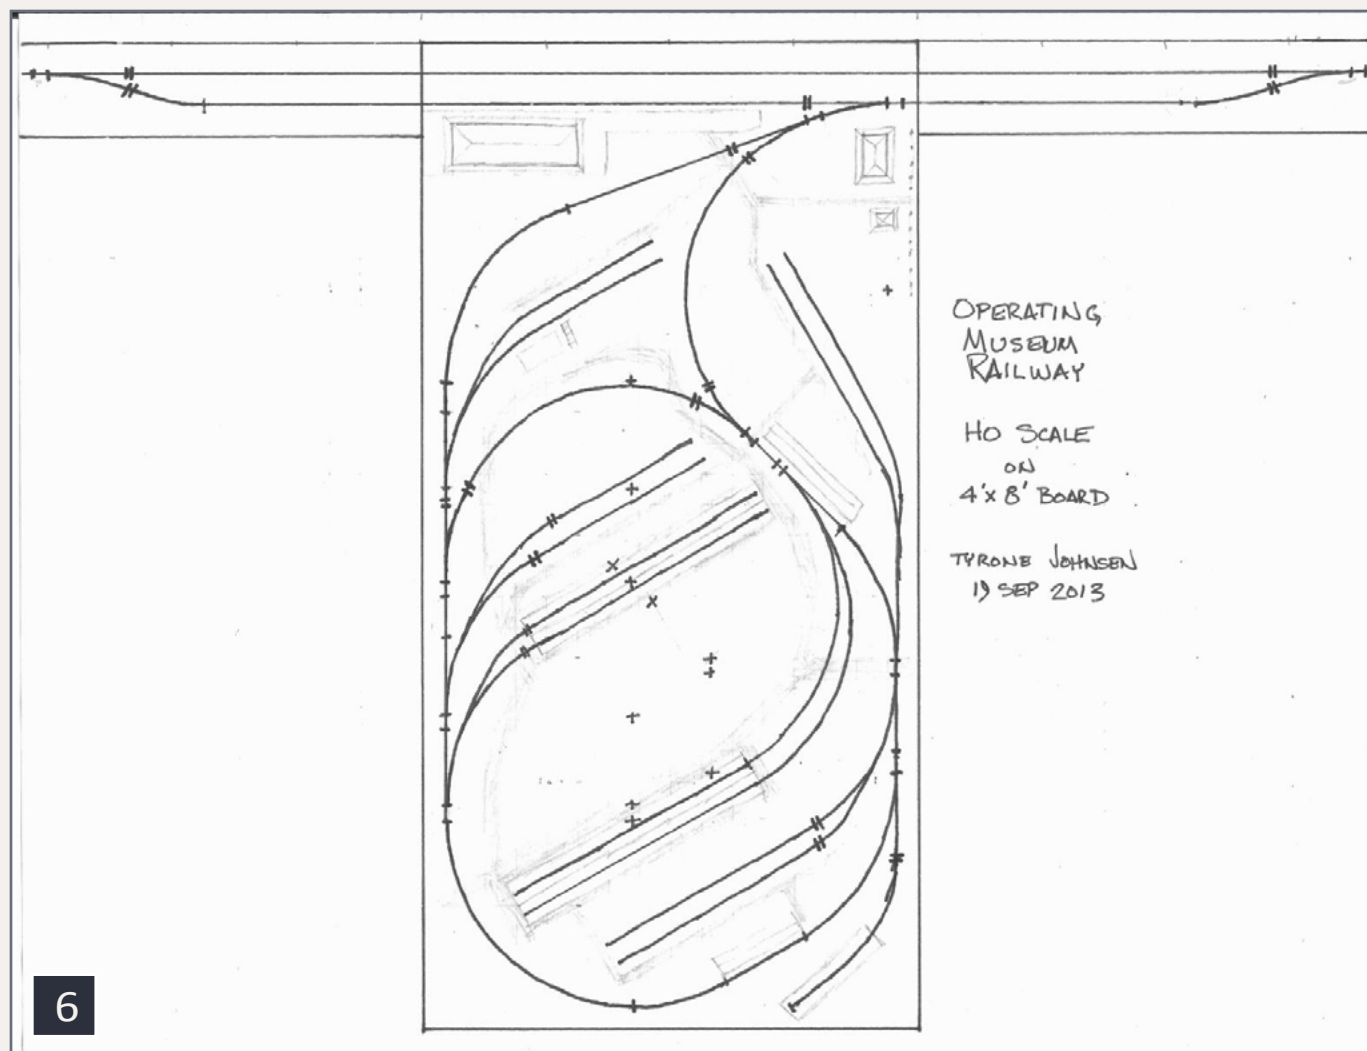 OPERATING
MUSEUM
RAILWAY
HO SCALE
ON
4'x 8' BOARD
TYRONE JOHNSEN
19 SEP 2013
6